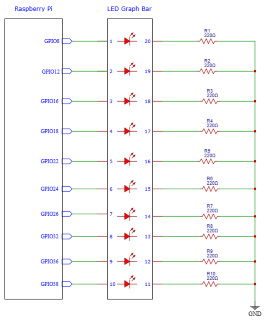 Raspberry Pi LED Graph Bar
R1
220Ω
GPIO8 1 20
R2
220Ω
GPIO12 2 19
R3
220Ω
GPIO16 3 18
R4
220Ω
GPIO18 4 17
R5
220Ω
GPIO22 5 16
R6
220Ω
GPIO24 6 15
R7
220Ω
GPIO26 7 14
R8
220Ω
GPIO32 8 13
R9
220Ω
GPIO36 9 12
R10
220Ω
GPIO38 10 11
GND